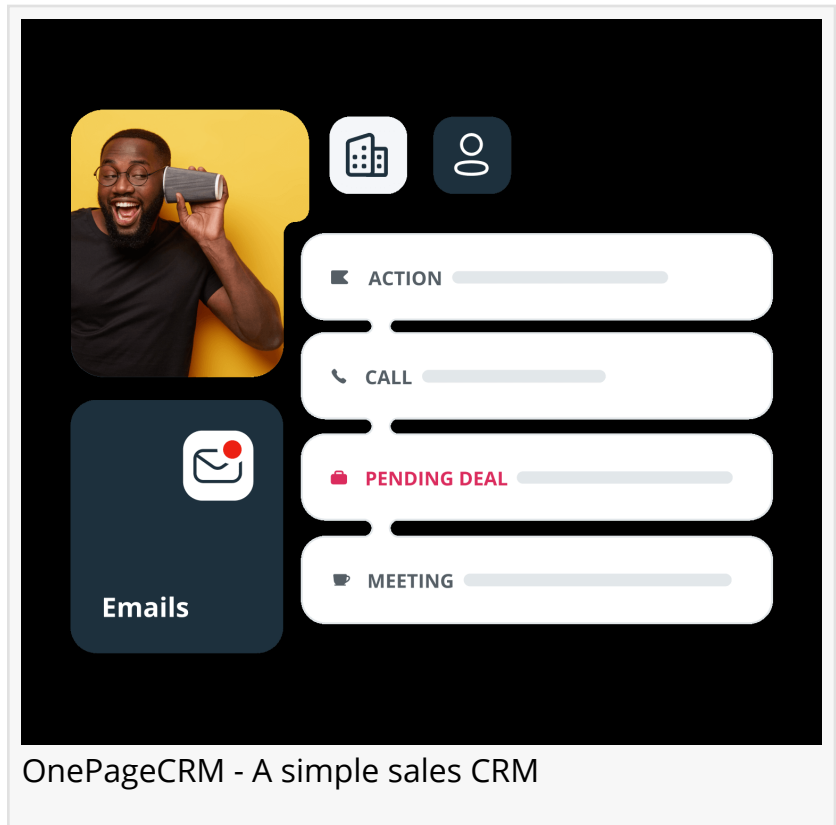 ACTION
CALL
PENDING DEAL
MEETING
Emails
OnePageCRM - A simple sales CRM